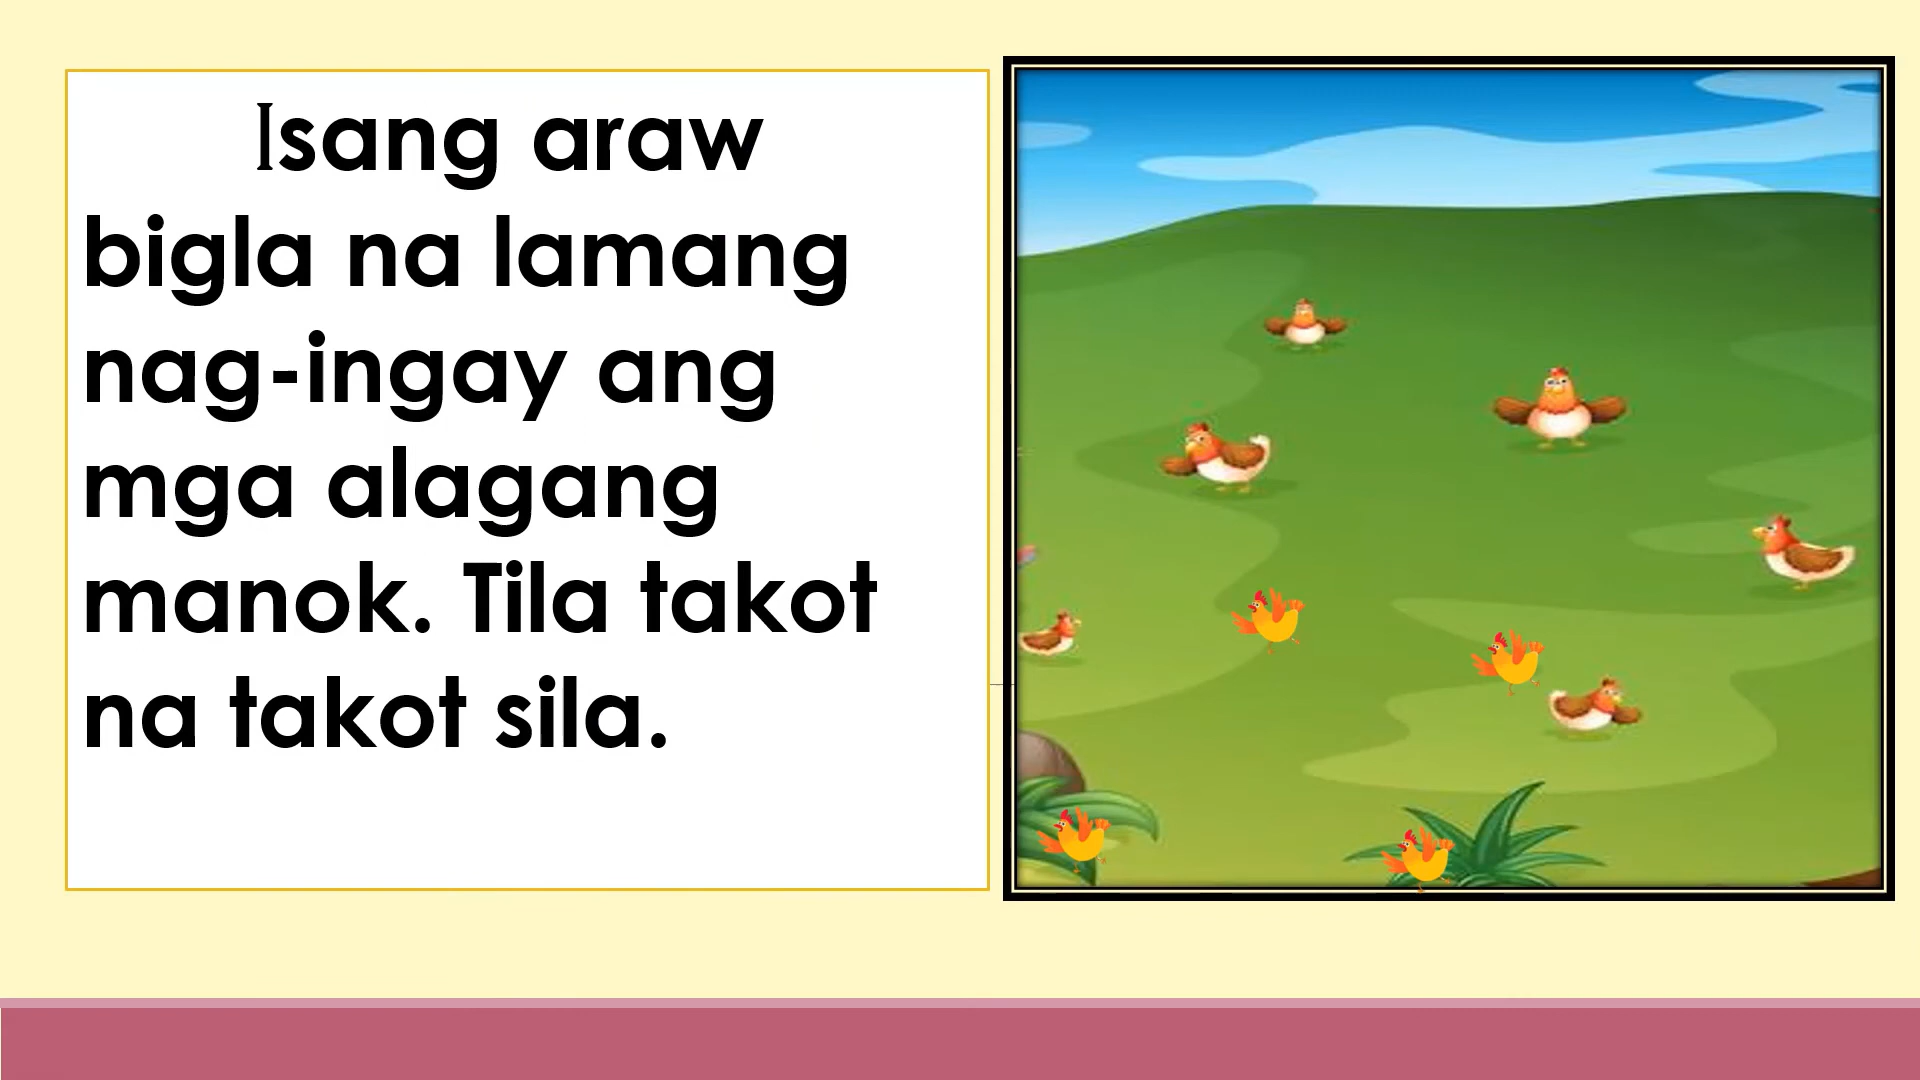 Isang araw
bigla na lamang
nag-ingay ang
mga alagang
manok. Tila takot
na takot sila.